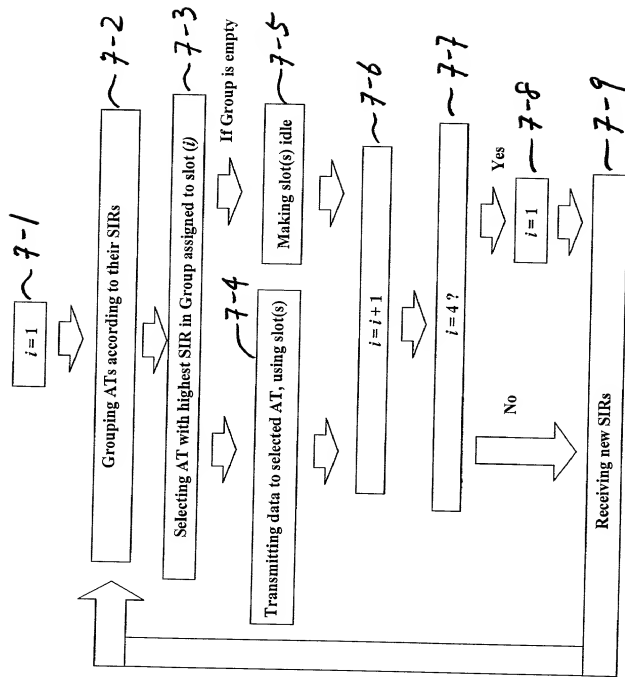 i = 1
7-1
Grouping ATs according to their SIRs
7-2
Selecting AT with highest SIR in Group assigned to slot (i)
7-3
If Group is empty
7-4
Transmitting data to selected AT, using slot(s)
Making slot(s) idle
7-5
i = i + 1
7-6
i = 4 ?
7-7
No
Yes
i = 1
7-8
Receiving new SIRs
7-9